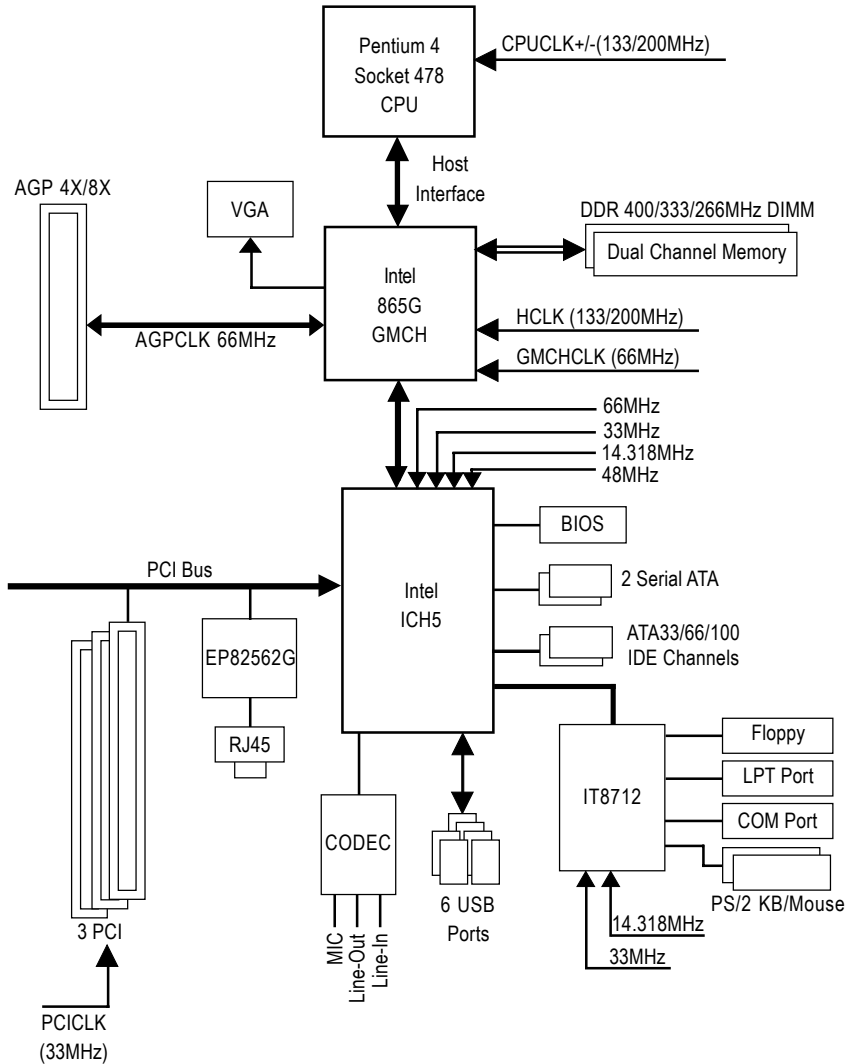 Pentium 4
Socket 478
CPU
CPUCLK+/-(133/200MHz)
Host
Interface
AGP 4X/8X
VGA
DDR 400/333/266MHz DIMM
Dual Channel Memory
Intel
865G
GMCH
AGPCLK 66MHz
HCLK (133/200MHz)
GMCHCLK (66MHz)
66MHz
33MHz
14.318MHz
48MHz
BIOS
PCI Bus
Intel
ICH5
2 Serial ATA
ATA33/66/100
IDE Channels
EP82562G
RJ45
IT8712
Floppy
LPT Port
COM Port
PS/2 KB/Mouse
CODEC
6 USB
Ports
MIC
Line-Out
Line-In
14.318MHz
33MHz
3 PCI
PCICLK
(33MHz)